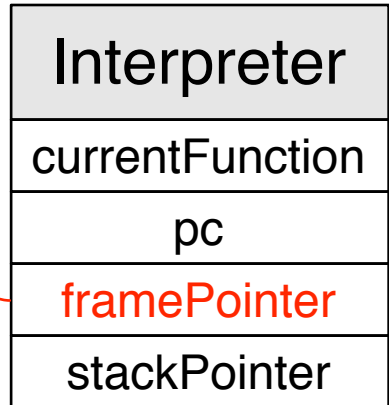 Interpreter
currentFunction
pc
framePointer
stackPointer